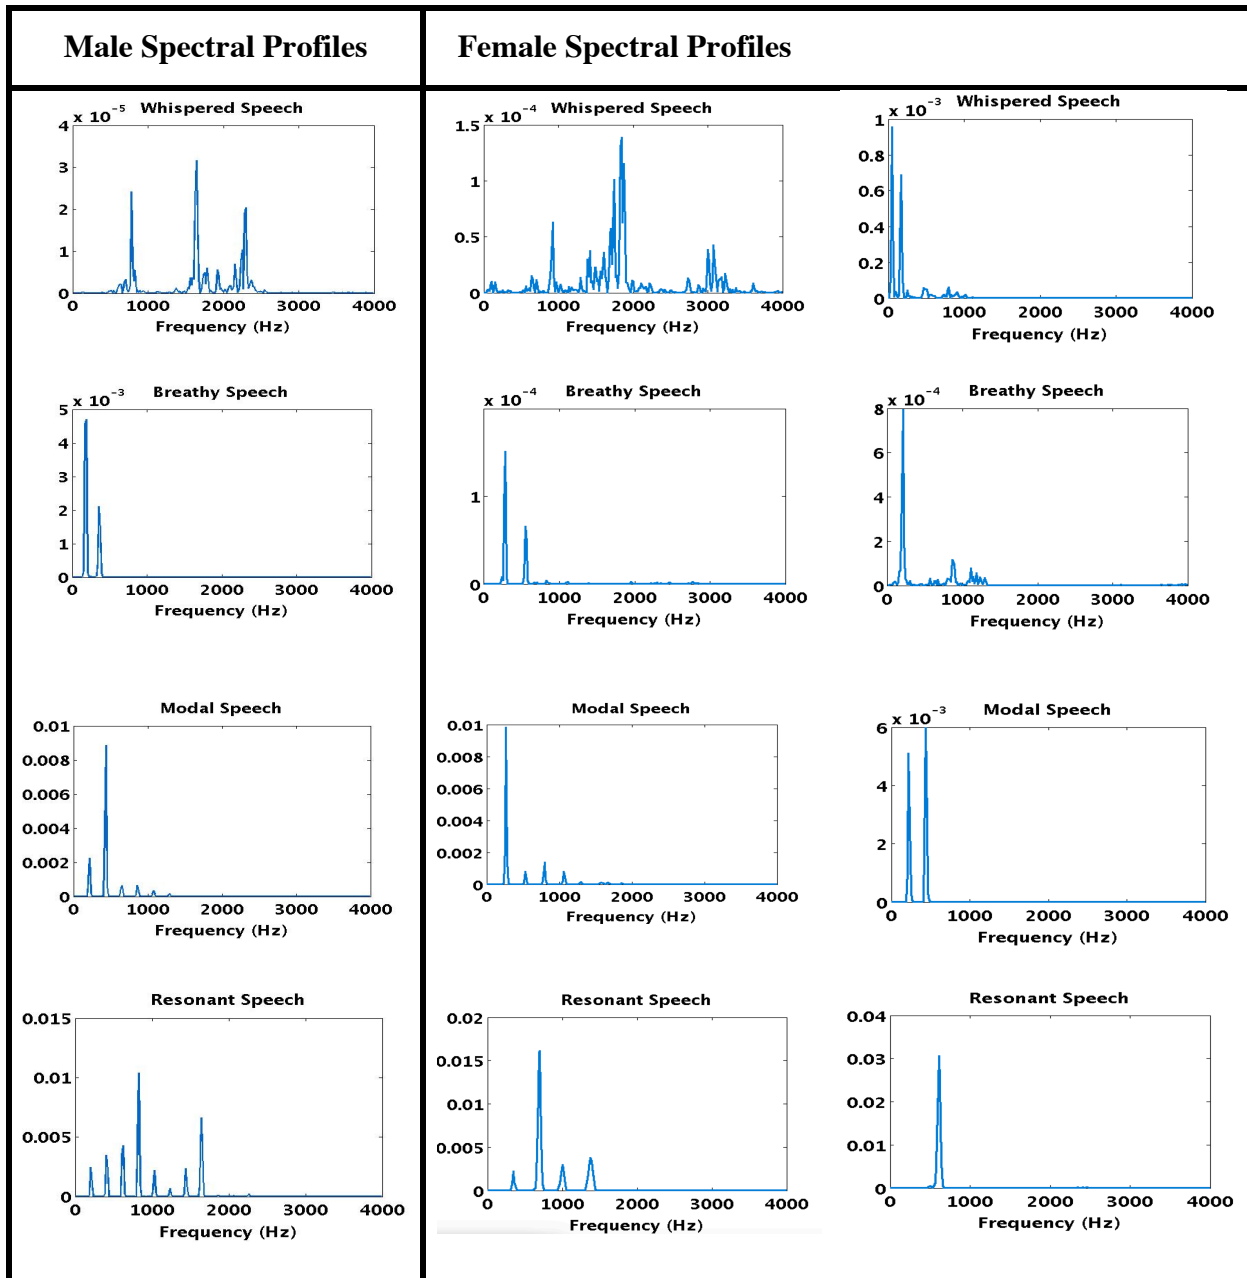 Male Spectral Profiles
Female Spectral Profiles
x 10⁻⁵ Whispered Speech
4
3
2
1
0
0 1000 2000 3000 4000
Frequency (Hz)
x 10⁻⁴ Whispered Speech
1.5
1
0.5
0
0 1000 2000 3000 4000
Frequency (Hz)
x 10⁻³ Whispered Speech
1
0.8
0.6
0.4
0.2
0
0 1000 2000 3000 4000
Frequency (Hz)
x 10⁻³ Breathy Speech
5
4
3
2
1
0
0 1000 2000 3000 4000
Frequency (Hz)
x 10⁻⁴ Breathy Speech
1
0
0 1000 2000 3000 4000
Frequency (Hz)
x 10⁻⁴ Breathy Speech
8
6
4
2
0
0 1000 2000 3000 4000
Frequency (Hz)
Modal Speech
0.01
0.008
0.006
0.004
0.002
0
0 1000 2000 3000 4000
Frequency (Hz)
Modal Speech
0.01
0.008
0.006
0.004
0.002
0
0 1000 2000 3000 4000
Frequency (Hz)
x 10⁻³ Modal Speech
6
4
2
0
0 1000 2000 3000 4000
Frequency (Hz)
Resonant Speech
0.015
0.01
0.005
0
0 1000 2000 3000 4000
Frequency (Hz)
Resonant Speech
0.02
0.015
0.01
0.005
0
0 1000 2000 3000 4000
Frequency (Hz)
Resonant Speech
0.04
0.03
0.02
0.01
0
0 1000 2000 3000 4000
Frequency (Hz)